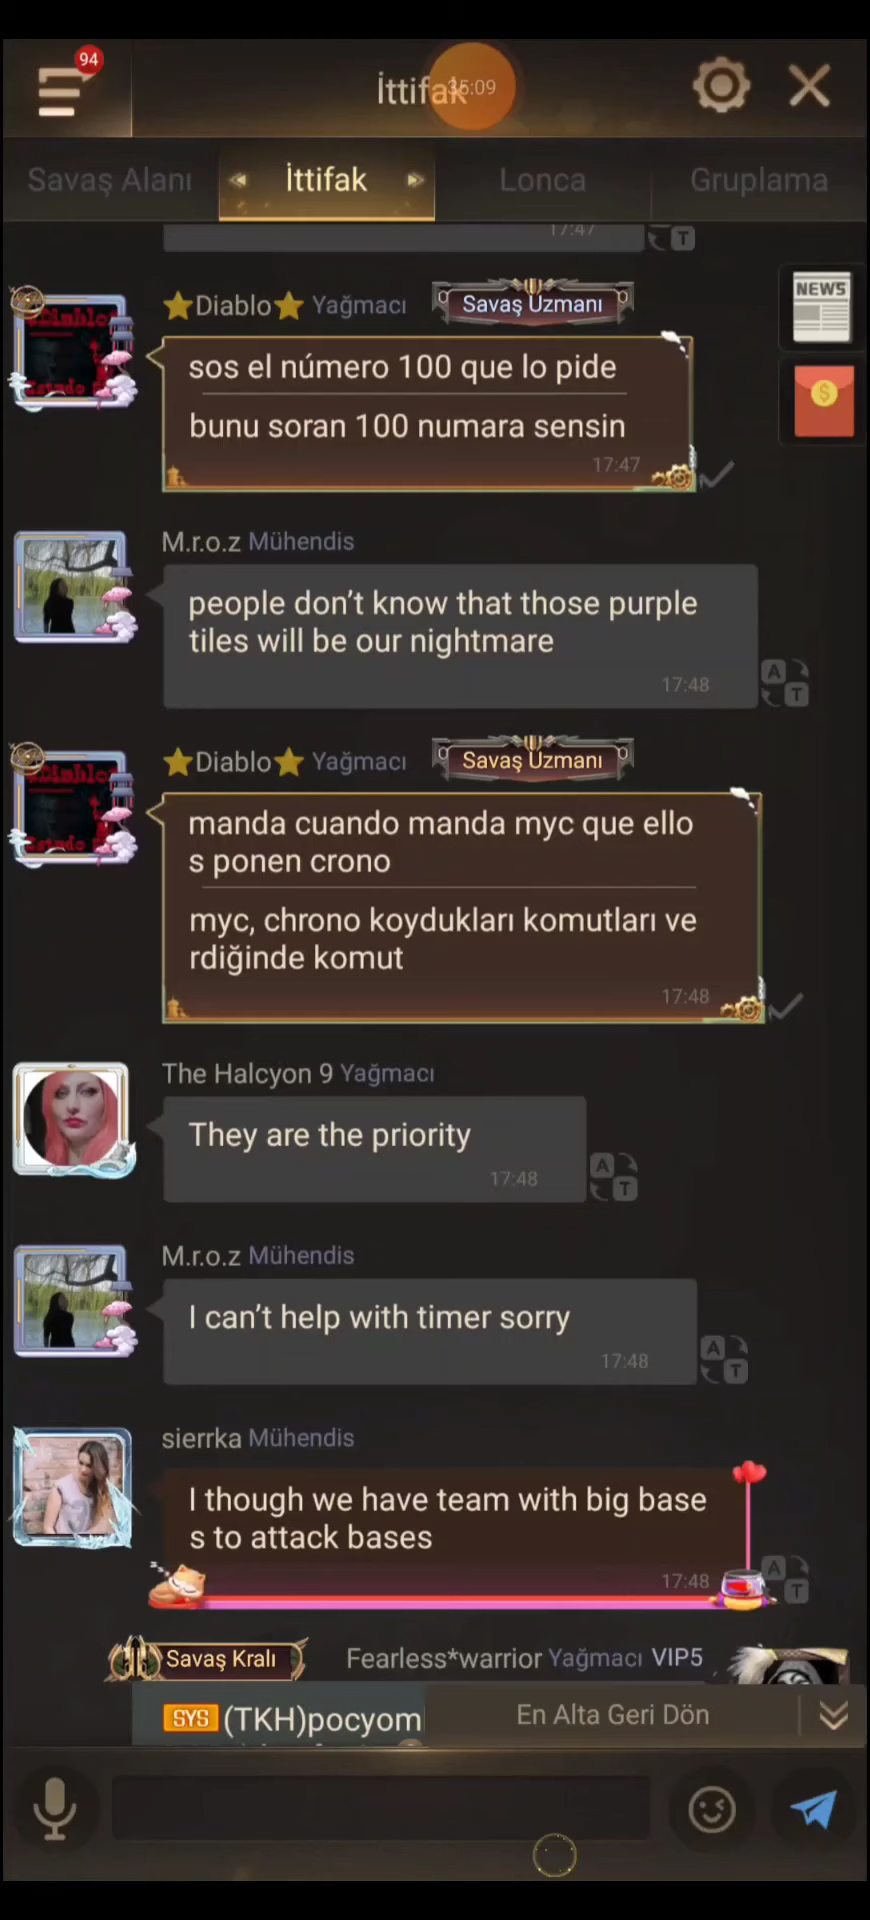 94
İttifak
35:09
Savaş Alanı
İttifak
Lonca
Gruplama
17:47
T
NEWS
⭐Diablo⭐ Yağmacı Savaş Uzmanı
sos el número 100 que lo pide
bunu soran 100 numara sensin
17:47
M.r.o.z Mühendis
people don't know that those purple
tiles will be our nightmare
17:48
A T
⭐Diablo⭐ Yağmacı Savaş Uzmanı
manda cuando manda myc que ello
s ponen crono
myc, chrono koydukları komutları ve
rdiğinde komut
17:48
The Halcyon 9 Yağmacı
They are the priority
17:48
A T
M.r.o.z Mühendis
I can't help with timer sorry
17:48
A T
sierrka Mühendis
I though we have team with big base
s to attack bases
17:48
A T
Savaş Kralı Fearless*warrior Yağmacı VIP5
SYS (TKH)pocyom
En Alta Geri Dön